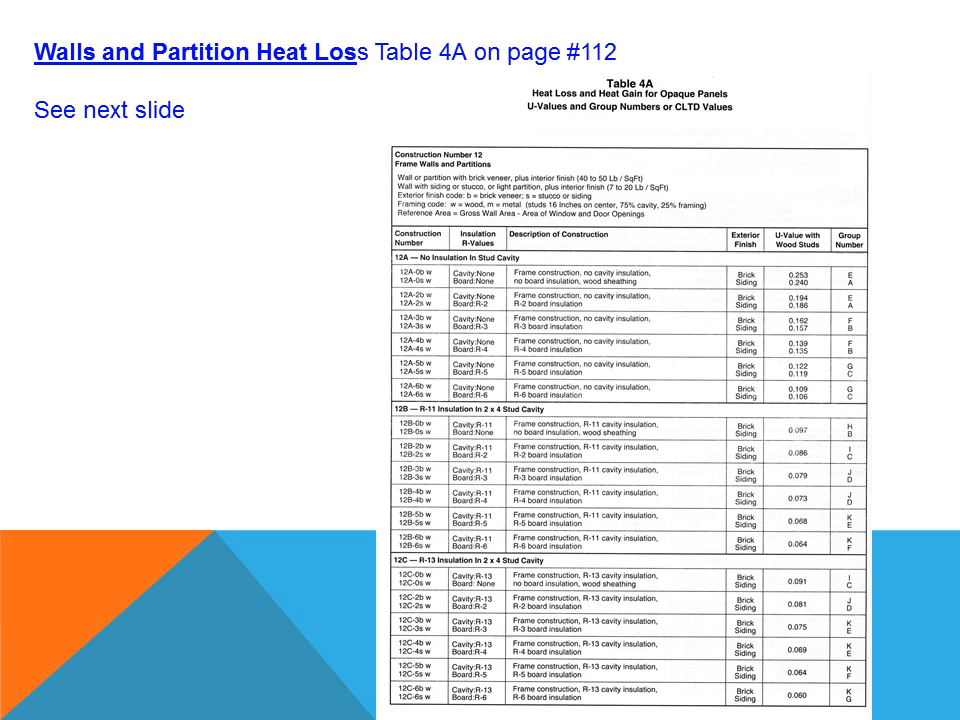 Walls and Partition Heat Loss Table 4A on page #112
See next slide
Table 4A
Heat Loss and Heat Gain for Opaque Panels
U-Values and Group Numbers or CLTD Values
Construction Number 12
Frame Walls and Partitions
Wall or partition with brick veneer, plus interior finish (40 to 50 Lb / SqFt)
Wall with siding or stucco, or light partition, plus interior finish (7 to 20 Lb / SqFt)
Exterior finish code: b = brick veneer; s = stucco or siding
Framing code: w = wood, m = metal (studs 16 Inches on center, 75% cavity, 25% framing)
Reference Area = Gross Wall Area - Area of Window and Door Openings
Construction Insulation Description of Construction Exterior U-Value with Group
Number R-Values Finish Wood Studs Number
12A — No Insulation In Stud Cavity
12A-0b w Cavity:None Frame construction, no cavity insulation, Brick 0.253 E
12A-0s w Board:None no board insulation, wood sheathing Siding 0.240 A
12A-2b w Cavity:None Frame construction, no cavity insulation, Brick 0.194 E
12A-2s w Board:R-2 R-2 board insulation Siding 0.186 A
12A-3b w Cavity:None Frame construction, no cavity insulation, Brick 0.162 F
12A-3s w Board:R-3 R-3 board insulation Siding 0.157 B
12A-4b w Cavity:None Frame construction, no cavity insulation, Brick 0.139 F
12A-4s w Board:R-4 R-4 board insulation Siding 0.135 B
12A-5b w Cavity:None Frame construction, no cavity insulation, Brick 0.122 G
12A-5s w Board:R-5 R-5 board insulation Siding 0.119 C
12A-6b w Cavity:None Frame construction, no cavity insulation, Brick 0.109 G
12A-6s w Board:R-6 R-6 board insulation Siding 0.106 C
12B — R-11 Insulation In 2 x 4 Stud Cavity
12B-0b w Cavity:R-11 Frame construction, R-11 cavity insulation, Brick 0.097 H
12B-0s w Board:None no board insulation, wood sheathing Siding B
12B-2b w Cavity:R-11 Frame construction, R-11 cavity insulation, Brick 0.086 I
12B-2s w Board:R-2 R-2 board insulation Siding C
12B-3b w Cavity:R-11 Frame construction, R-11 cavity insulation, Brick 0.079 J
12B-3s w Board:R-3 R-3 board insulation Siding D
12B-4b w Cavity:R-11 Frame construction, R-11 cavity insulation, Brick 0.073 J
12B-4b w Board:R-4 R-4 board insulation Siding D
12B-5b w Cavity:R-11 Frame construction, R-11 cavity insulation, Brick 0.068 K
12B-5s w Board:R-5 R-5 board insulation Siding E
12B-6b w Cavity:R-11 Frame construction, R-11 cavity insulation, Brick 0.064 K
12B-6s w Board:R-6 R-6 board insulation Siding F
12C — R-13 Insulation In 2 x 4 Stud Cavity
12C-0b w Cavity:R-13 Frame construction, R-13 cavity insulation, Brick 0.091 I
12C-0s w Board: None no board insulation, wood sheathing Siding C
12C-2b w Cavity:R-13 Frame construction, R-13 cavity insulation, Brick 0.081 J
12C-2s w Board:R-2 R-2 board insulation Siding D
12C-3b w Cavity:R-13 Frame construction, R-13 cavity insulation, Brick 0.075 K
12C-3s w Board:R-3 R-3 board insulation Siding E
12C-4b w Cavity:R-13 Frame construction, R-13 cavity insulation, Brick 0.069 K
12C-4s w Board:R-4 R-4 board insulation Siding E
12C-5b w Cavity:R-13 Frame construction, R-13 cavity insulation, Brick 0.064 K
12C-5s w Board:R-5 R-5 board insulation Siding F
12C-6b w Cavity:R-13 Frame construction, R-13 cavity insulation, Brick 0.060 K
12C-6s w Board:R-6 R-6 board insulation Siding G